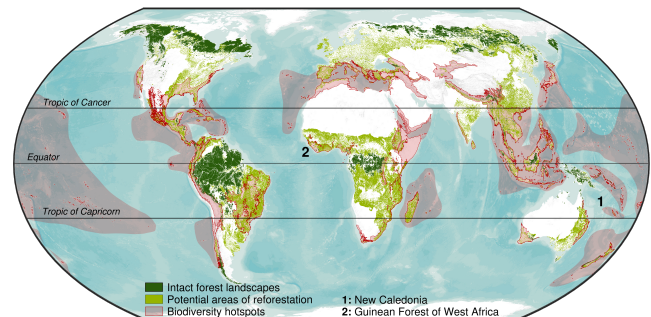 Tropic of Cancer
2
Equator
1
Tropic of Capricorn
Intact forest landscapes
Potential areas of reforestation
1: New Caledonia
Biodiversity hotspots
2: Guinean Forest of West Africa